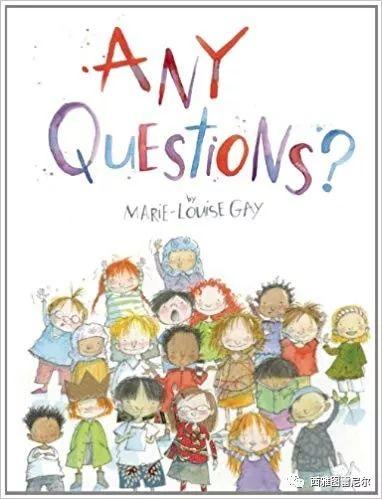 ANY
QUESTIONS?
by
MARIE-LOUISE GAY
西雅图雷尼尔